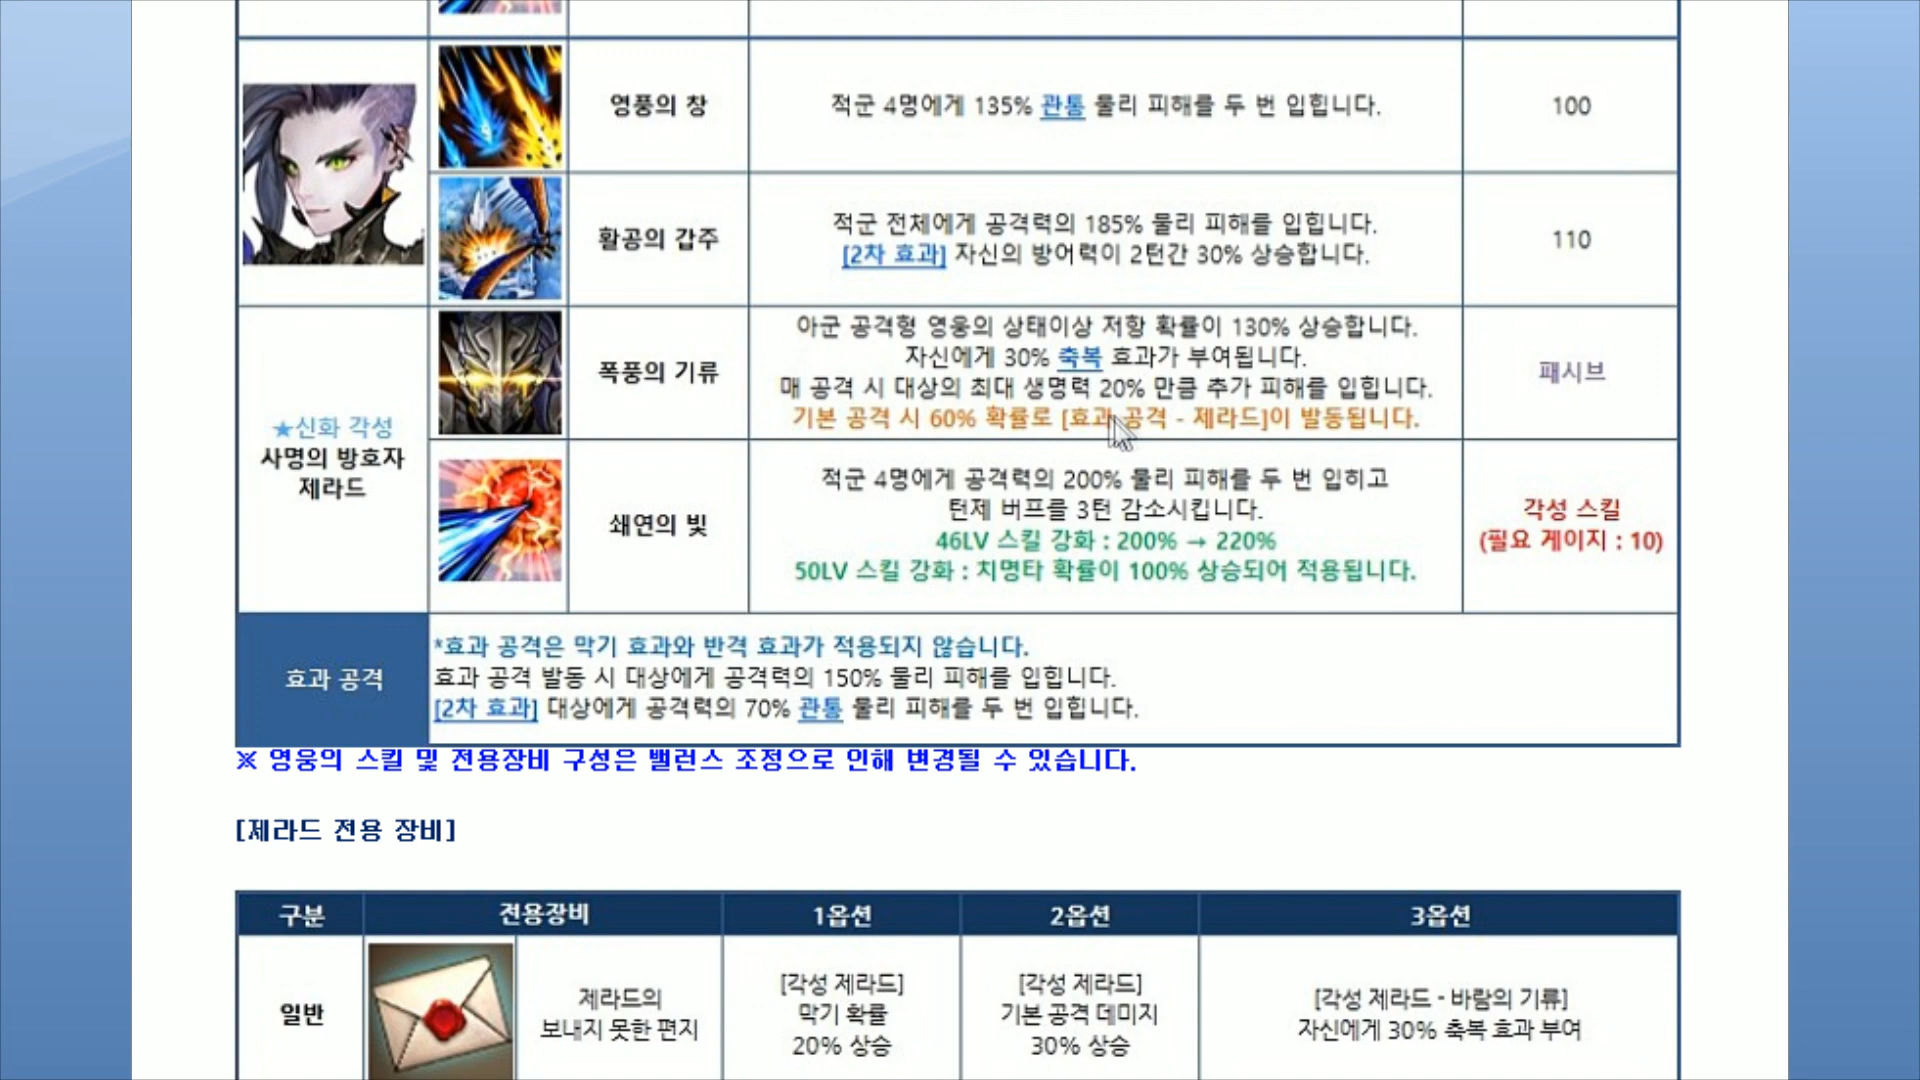 영풍의 창
적군 4명에게 135% 관통 물리 피해를 두 번 입힙니다.
100
활공의 갑주
적군 전체에게 공격력의 185% 물리 피해를 입힙니다.
[2차 효과] 자신의 방어력이 2턴간 30% 상승합니다.
110
★신화 각성
사명의 방호자
제라드
폭풍의 기류
아군 공격형 영웅의 상태이상 저항 확률이 130% 상승합니다.
자신에게 30% 축복 효과가 부여됩니다.
매 공격 시 대상의 최대 생명력 20% 만큼 추가 피해를 입힙니다.
기본 공격 시 60% 확률로 [효과 공격 - 제라드]이 발동됩니다.
패시브
쇄연의 빛
적군 4명에게 공격력의 200% 물리 피해를 두 번 입히고
턴제 버프를 3턴 감소시킵니다.
46LV 스킬 강화 : 200% → 220%
50LV 스킬 강화 : 치명타 확률이 100% 상승되어 적용됩니다.
각성 스킬
(필요 게이지 : 10)
효과 공격
*효과 공격은 막기 효과와 반격 효과가 적용되지 않습니다.
효과 공격 발동 시 대상에게 공격력의 150% 물리 피해를 입힙니다.
[2차 효과] 대상에게 공격력의 70% 관통 물리 피해를 두 번 입힙니다.
※ 영웅의 스킬 및 전용장비 구성은 밸런스 조정으로 인해 변경될 수 있습니다.
[제라드 전용 장비]
구분
전용장비
1옵션
2옵션
3옵션
일반
제라드의
보내지 못한 편지
[각성 제라드]
막기 확률
20% 상승
[각성 제라드]
기본 공격 데미지
30% 상승
[각성 제라드 - 바람의 기류]
자신에게 30% 축복 효과 부여